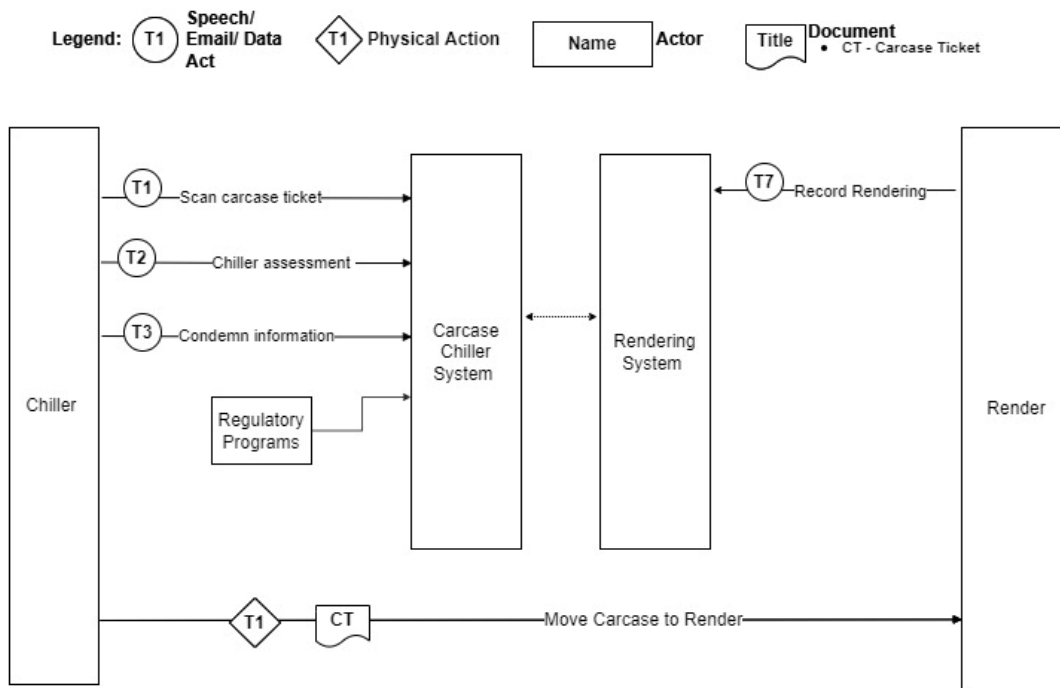 Legend:
T1
Speech/
Email/ Data
Act
T1
Physical Action
Name
Actor
Title
Document
• CT - Carcase Ticket
Chiller
T1
Scan carcase ticket
T2
Chiller assessment
T3
Condemn information
Regulatory
Programs
Carcase
Chiller
System
Rendering
System
T7
Record Rendering
Render
T1
CT
Move Carcase to Render